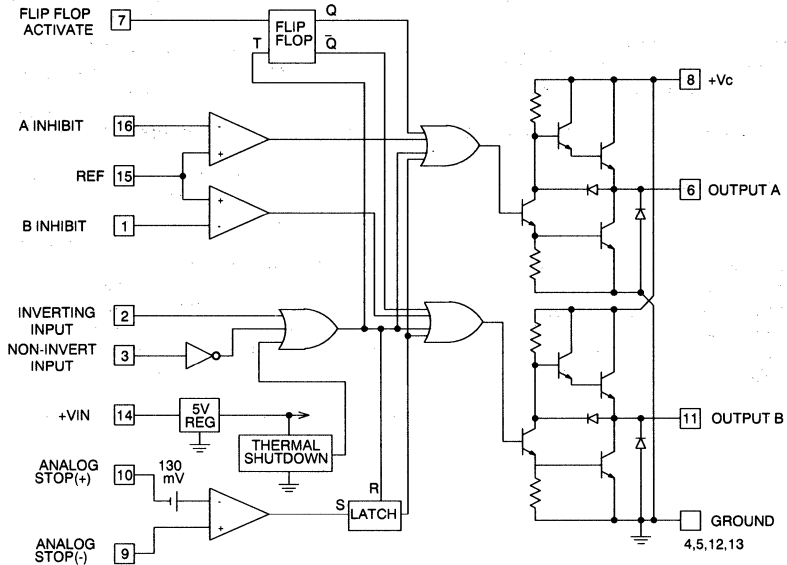 FLIP FLOP
ACTIVATE
7
FLIP
FLOP
Q
T
Q̅
8
+Vc
A INHIBIT
16
-
+
REF
15
6
OUTPUT A
B INHIBIT
1
+
-
INVERTING
INPUT
2
NON-INVERT
INPUT
3
+VIN
14
5V
REG
11
OUTPUT B
THERMAL
SHUTDOWN
ANALOG
STOP(+)
10
130
mV
-
+
R
S
LATCH
GROUND
4,5,12,13
ANALOG
STOP(-)
9